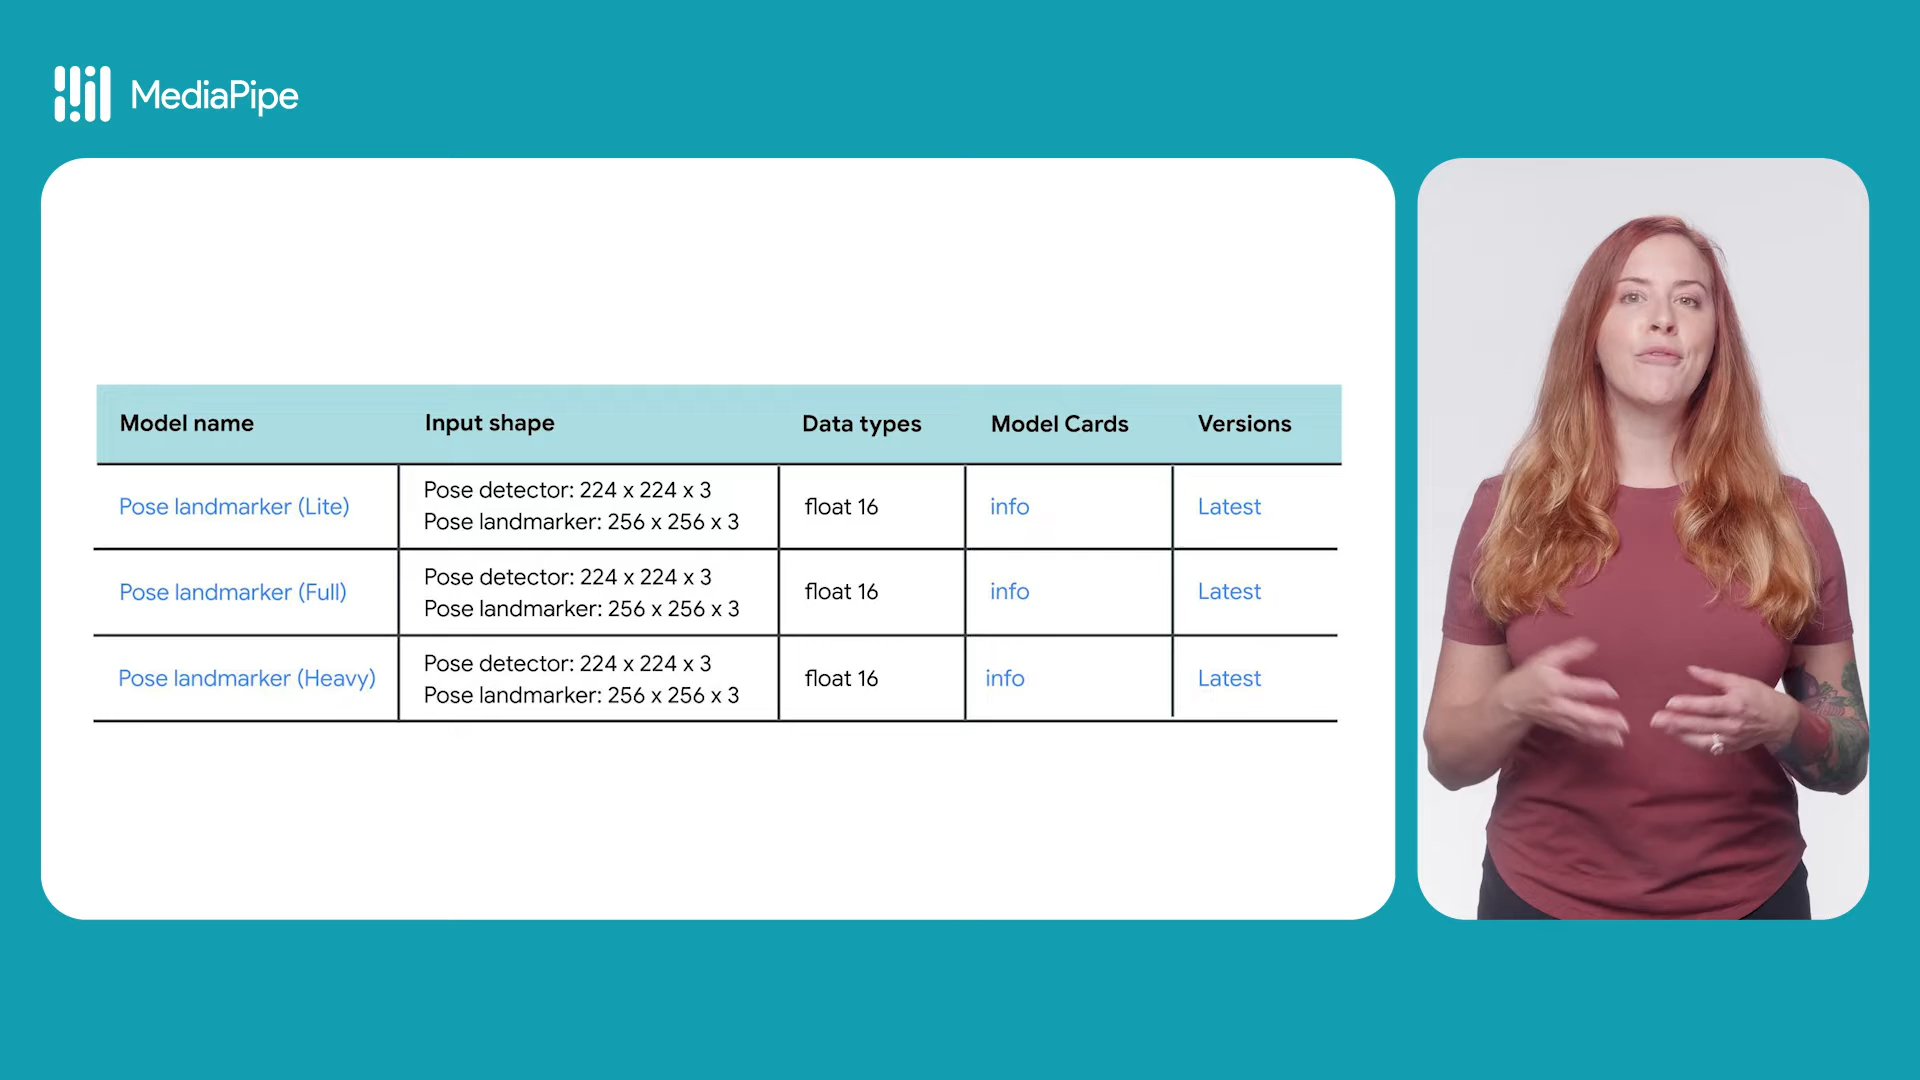 MediaPipe
Model name Input shape Data types Model Cards Versions
Pose landmarker (Lite) Pose detector: 224 x 224 x 3 float 16 info Latest
Pose landmarker: 256 x 256 x 3
Pose landmarker (Full) Pose detector: 224 x 224 x 3 float 16 info Latest
Pose landmarker: 256 x 256 x 3
Pose landmarker (Heavy) Pose detector: 224 x 224 x 3 float 16 info Latest
Pose landmarker: 256 x 256 x 3